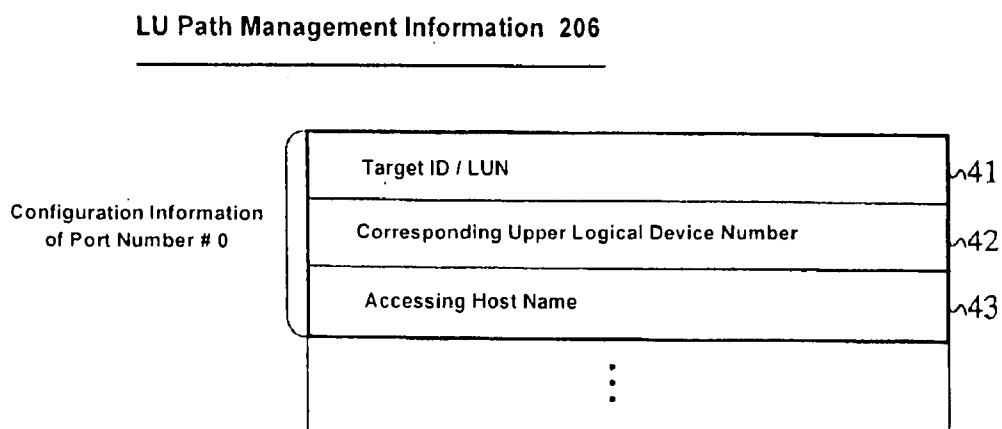 LU Path Management Information 206
Target ID / LUN
41
Configuration Information
of Port Number # 0
Corresponding Upper Logical Device Number
42
Accessing Host Name
43